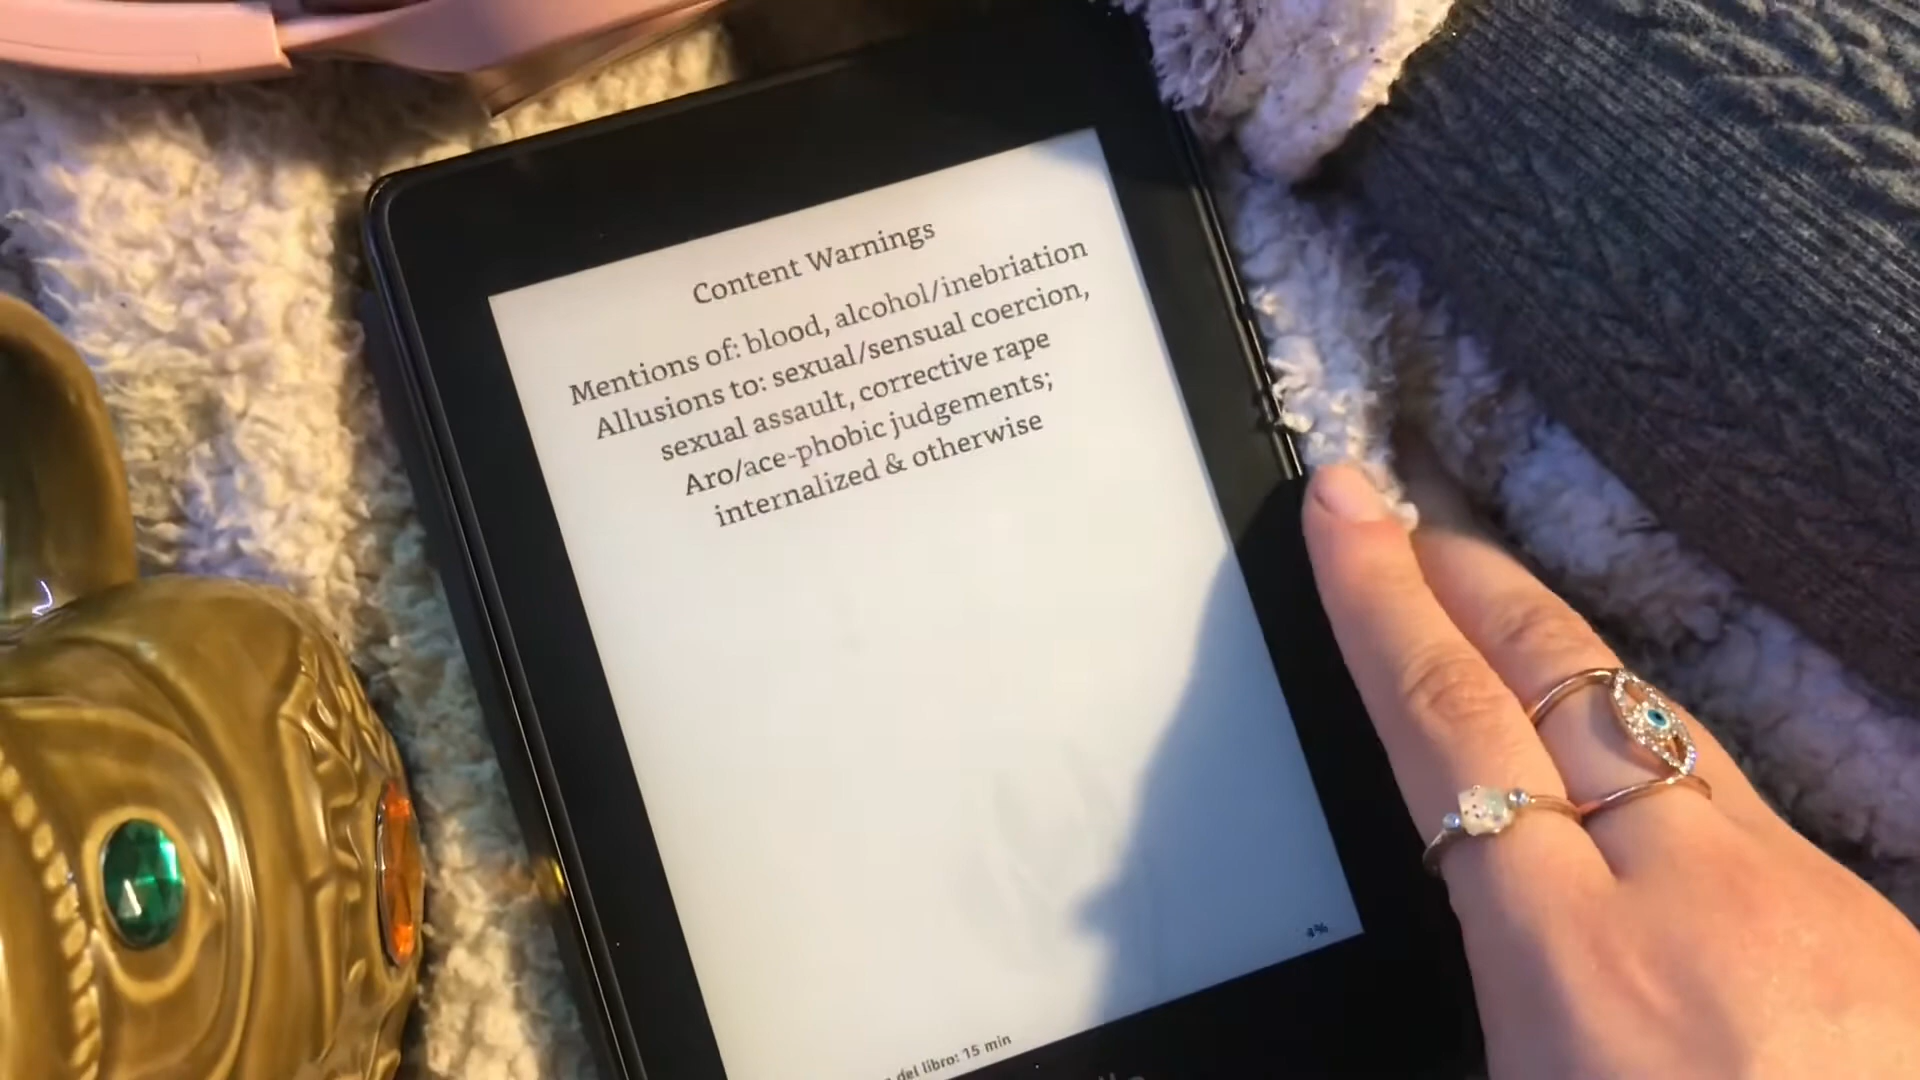 Content Warnings
Mentions of: blood, alcohol/inebriation
Allusions to: sexual/sensual coercion,
sexual assault, corrective rape
Aro/ace-phobic judgements;
internalized & otherwise
del libro: 15 min